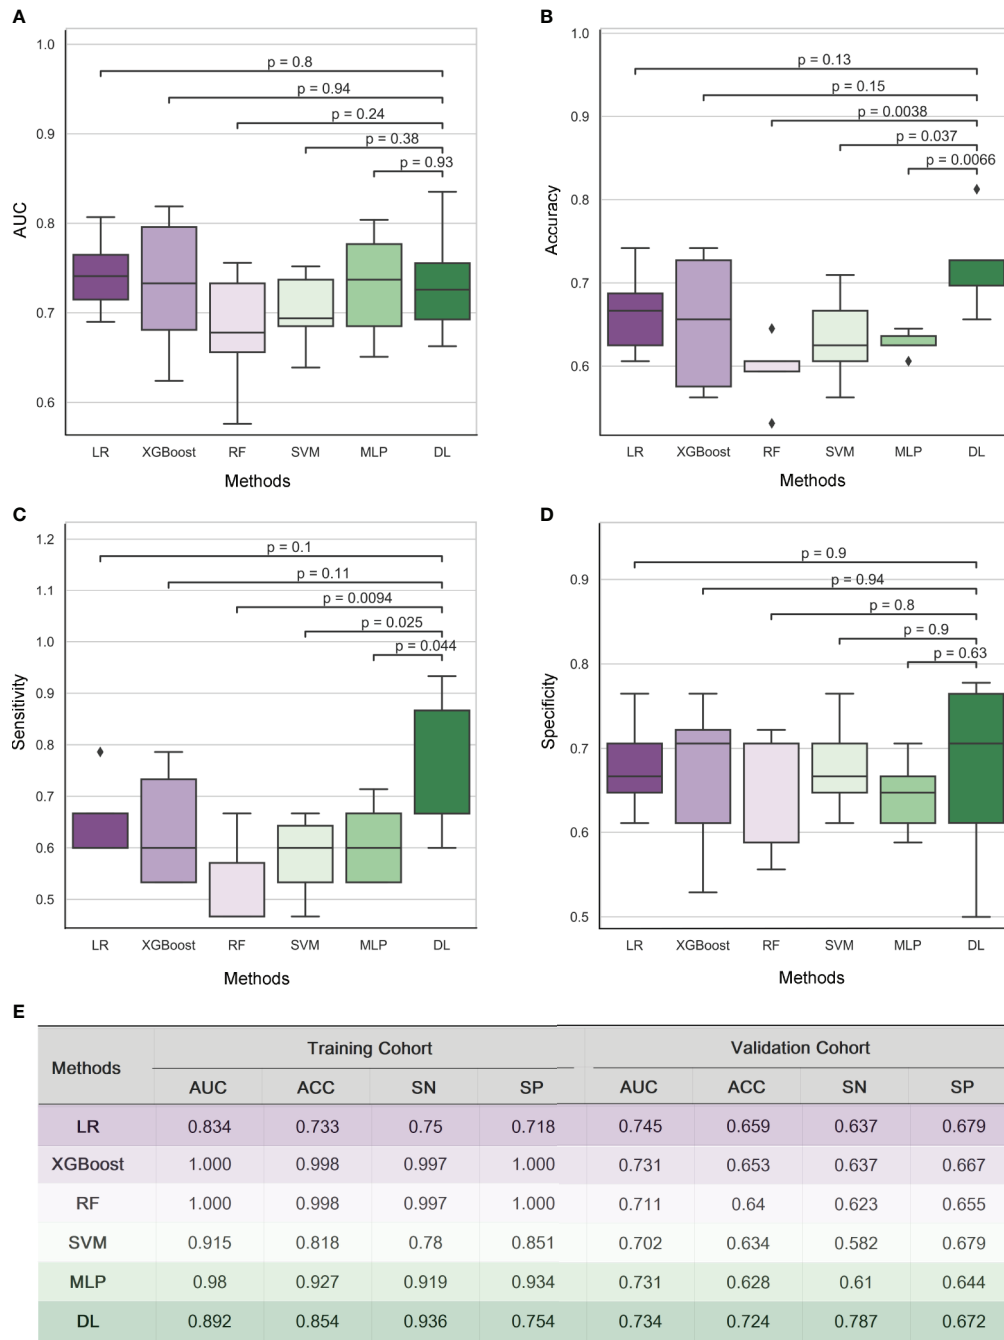 A
1.0
0.9
0.8
0.7
0.6
AUC
p = 0.8
p = 0.94
p = 0.24
p = 0.38
p = 0.93
LR XGBoost RF SVM MLP DL
Methods
B
1.0
0.9
0.8
0.7
0.6
Accuracy
p = 0.13
p = 0.15
p = 0.0038
p = 0.037
p = 0.0066
LR XGBoost RF SVM MLP DL
Methods
C
1.2
1.1
1.0
0.9
0.8
0.7
0.6
0.5
Sensitivity
p = 0.1
p = 0.11
p = 0.0094
p = 0.025
p = 0.044
LR XGBoost RF SVM MLP DL
Methods
D
0.9
0.8
0.7
0.6
0.5
Specificity
p = 0.9
p = 0.94
p = 0.8
p = 0.9
p = 0.63
LR XGBoost RF SVM MLP DL
Methods
E
Methods Training Cohort Validation Cohort
AUC ACC SN SP AUC ACC SN SP
LR 0.834 0.733 0.75 0.718 0.745 0.659 0.637 0.679
XGBoost 1.000 0.998 0.997 1.000 0.731 0.653 0.637 0.667
RF 1.000 0.998 0.997 1.000 0.711 0.64 0.623 0.655
SVM 0.915 0.818 0.78 0.851 0.702 0.634 0.582 0.679
MLP 0.98 0.927 0.919 0.934 0.731 0.628 0.61 0.644
DL 0.892 0.854 0.936 0.754 0.734 0.724 0.787 0.672